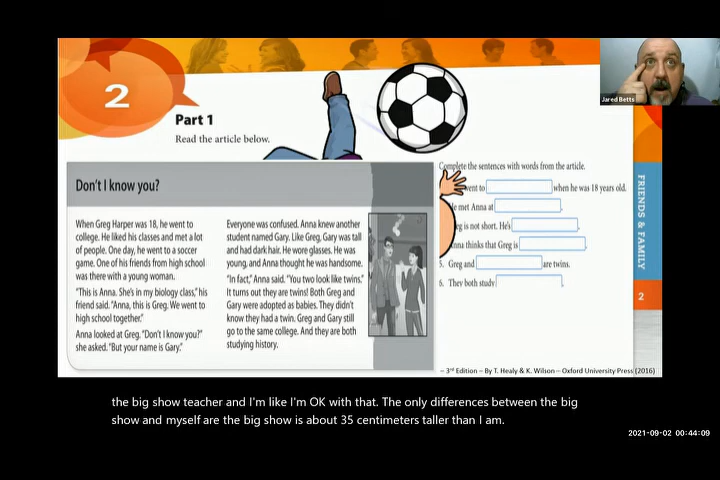 2
Part 1
Read the article below.
Jared Betts
Don't I know you?
When Greg Harper was 18, he went to
college. He liked his classes and met a lot
of people. One day, he went to a soccer
game. One of his friends from high school
was there with a young woman.
"This is Anna. She's in my biology class," his
friend said. "Anna, this is Greg. We went to
high school together."
Anna looked at Greg. "Don't I know you?"
she asked. "But your name is Gary."
Everyone was confused. Anna knew another
student named Gary. Like Greg, Gary was tall
and had dark hair. He wore glasses. He was
young, and Anna thought he was handsome.
"In fact," Anna said. "You two look like twins."
It turns out they are twins! Both Greg and
Gary were adopted as babies. They didn't
know they had a twin. Greg and Gary still
go to the same college. And they are both
studying history.
Complete the sentences with words from the article.
went to when he was 18 years old.
met Anna at .
is not short. He's .
thinks that Greg is .
5. Greg and are twins.
6. They both study .
FRIENDS & FAMILY
2
– 3rd Edition – By T. Healy & K. Wilson – Oxford University Press (2016)
the big show teacher and I'm like I'm OK with that. The only differences between the big
show and myself are the big show is about 35 centimeters taller than I am.
2021-09-02 00:44:09